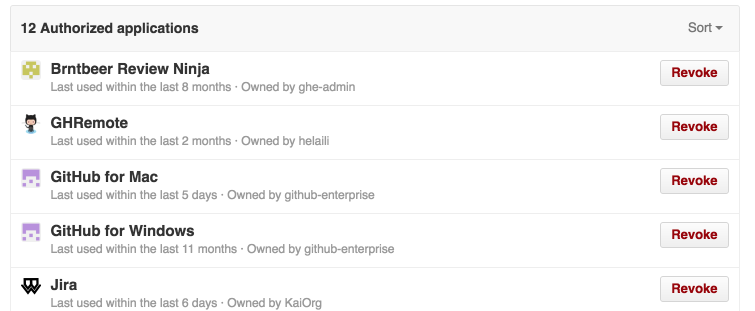 12 Authorized applications
Sort
Brntbeer Review Ninja
Revoke
Last used within the last 8 months · Owned by ghe-admin
GHRemote
Revoke
Last used within the last 2 months · Owned by helaili
GitHub for Mac
Revoke
Last used within the last 5 days · Owned by github-enterprise
GitHub for Windows
Revoke
Last used within the last 11 months · Owned by github-enterprise
Jira
Revoke
Last used within the last 6 days · Owned by KaiOrg